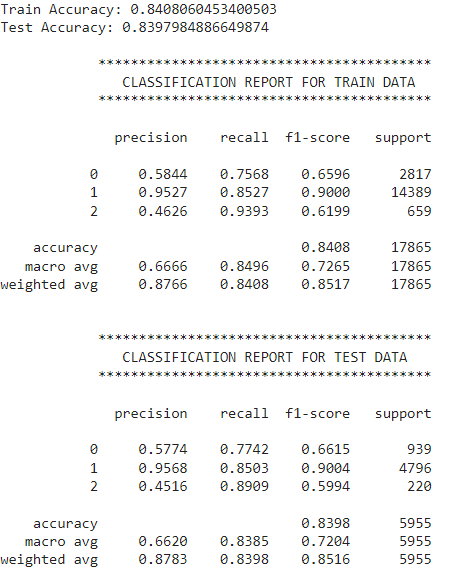 Train Accuracy: 0.8408060453400503
Test Accuracy: 0.8397984886649874
*****************************************
CLASSIFICATION REPORT FOR TRAIN DATA
*****************************************
precision recall f1-score support
0 0.5844 0.7568 0.6596 2817
1 0.9527 0.8527 0.9000 14389
2 0.4626 0.9393 0.6199 659
accuracy 0.8408 17865
macro avg 0.6666 0.8496 0.7265 17865
weighted avg 0.8766 0.8408 0.8517 17865
*****************************************
CLASSIFICATION REPORT FOR TEST DATA
*****************************************
precision recall f1-score support
0 0.5774 0.7742 0.6615 939
1 0.9568 0.8503 0.9004 4796
2 0.4516 0.8909 0.5994 220
accuracy 0.8398 5955
macro avg 0.6620 0.8385 0.7204 5955
weighted avg 0.8783 0.8398 0.8516 5955